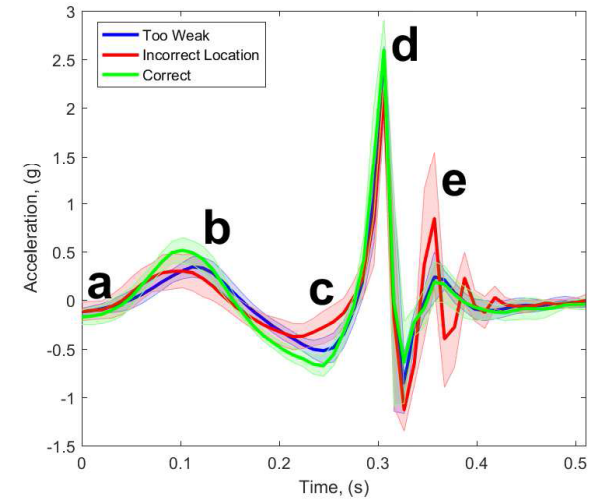 3
2.5
2
1.5
1
0.5
0
-0.5
-1
-1.5
Acceleration, (g)
Too Weak
Incorrect Location
Correct
a
b
c
d
e
0
0.1
0.2
0.3
0.4
0.5
Time, (s)